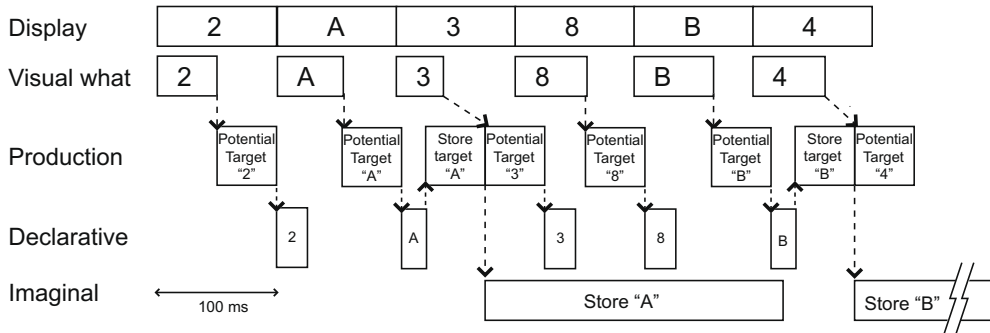 Display 2 A 3 8 B 4
Visual what 2 A 3 8 B 4
Production
Potential
Target
"2"
Potential
Target
"A"
Store
target
"A"
Potential
Target
"3"
Potential
Target
"8"
Potential
Target
"B"
Store
target
"B"
Potential
Target
"4"
Declarative 2 A 3 8 B
Imaginal Store "A" Store "B"
100 ms